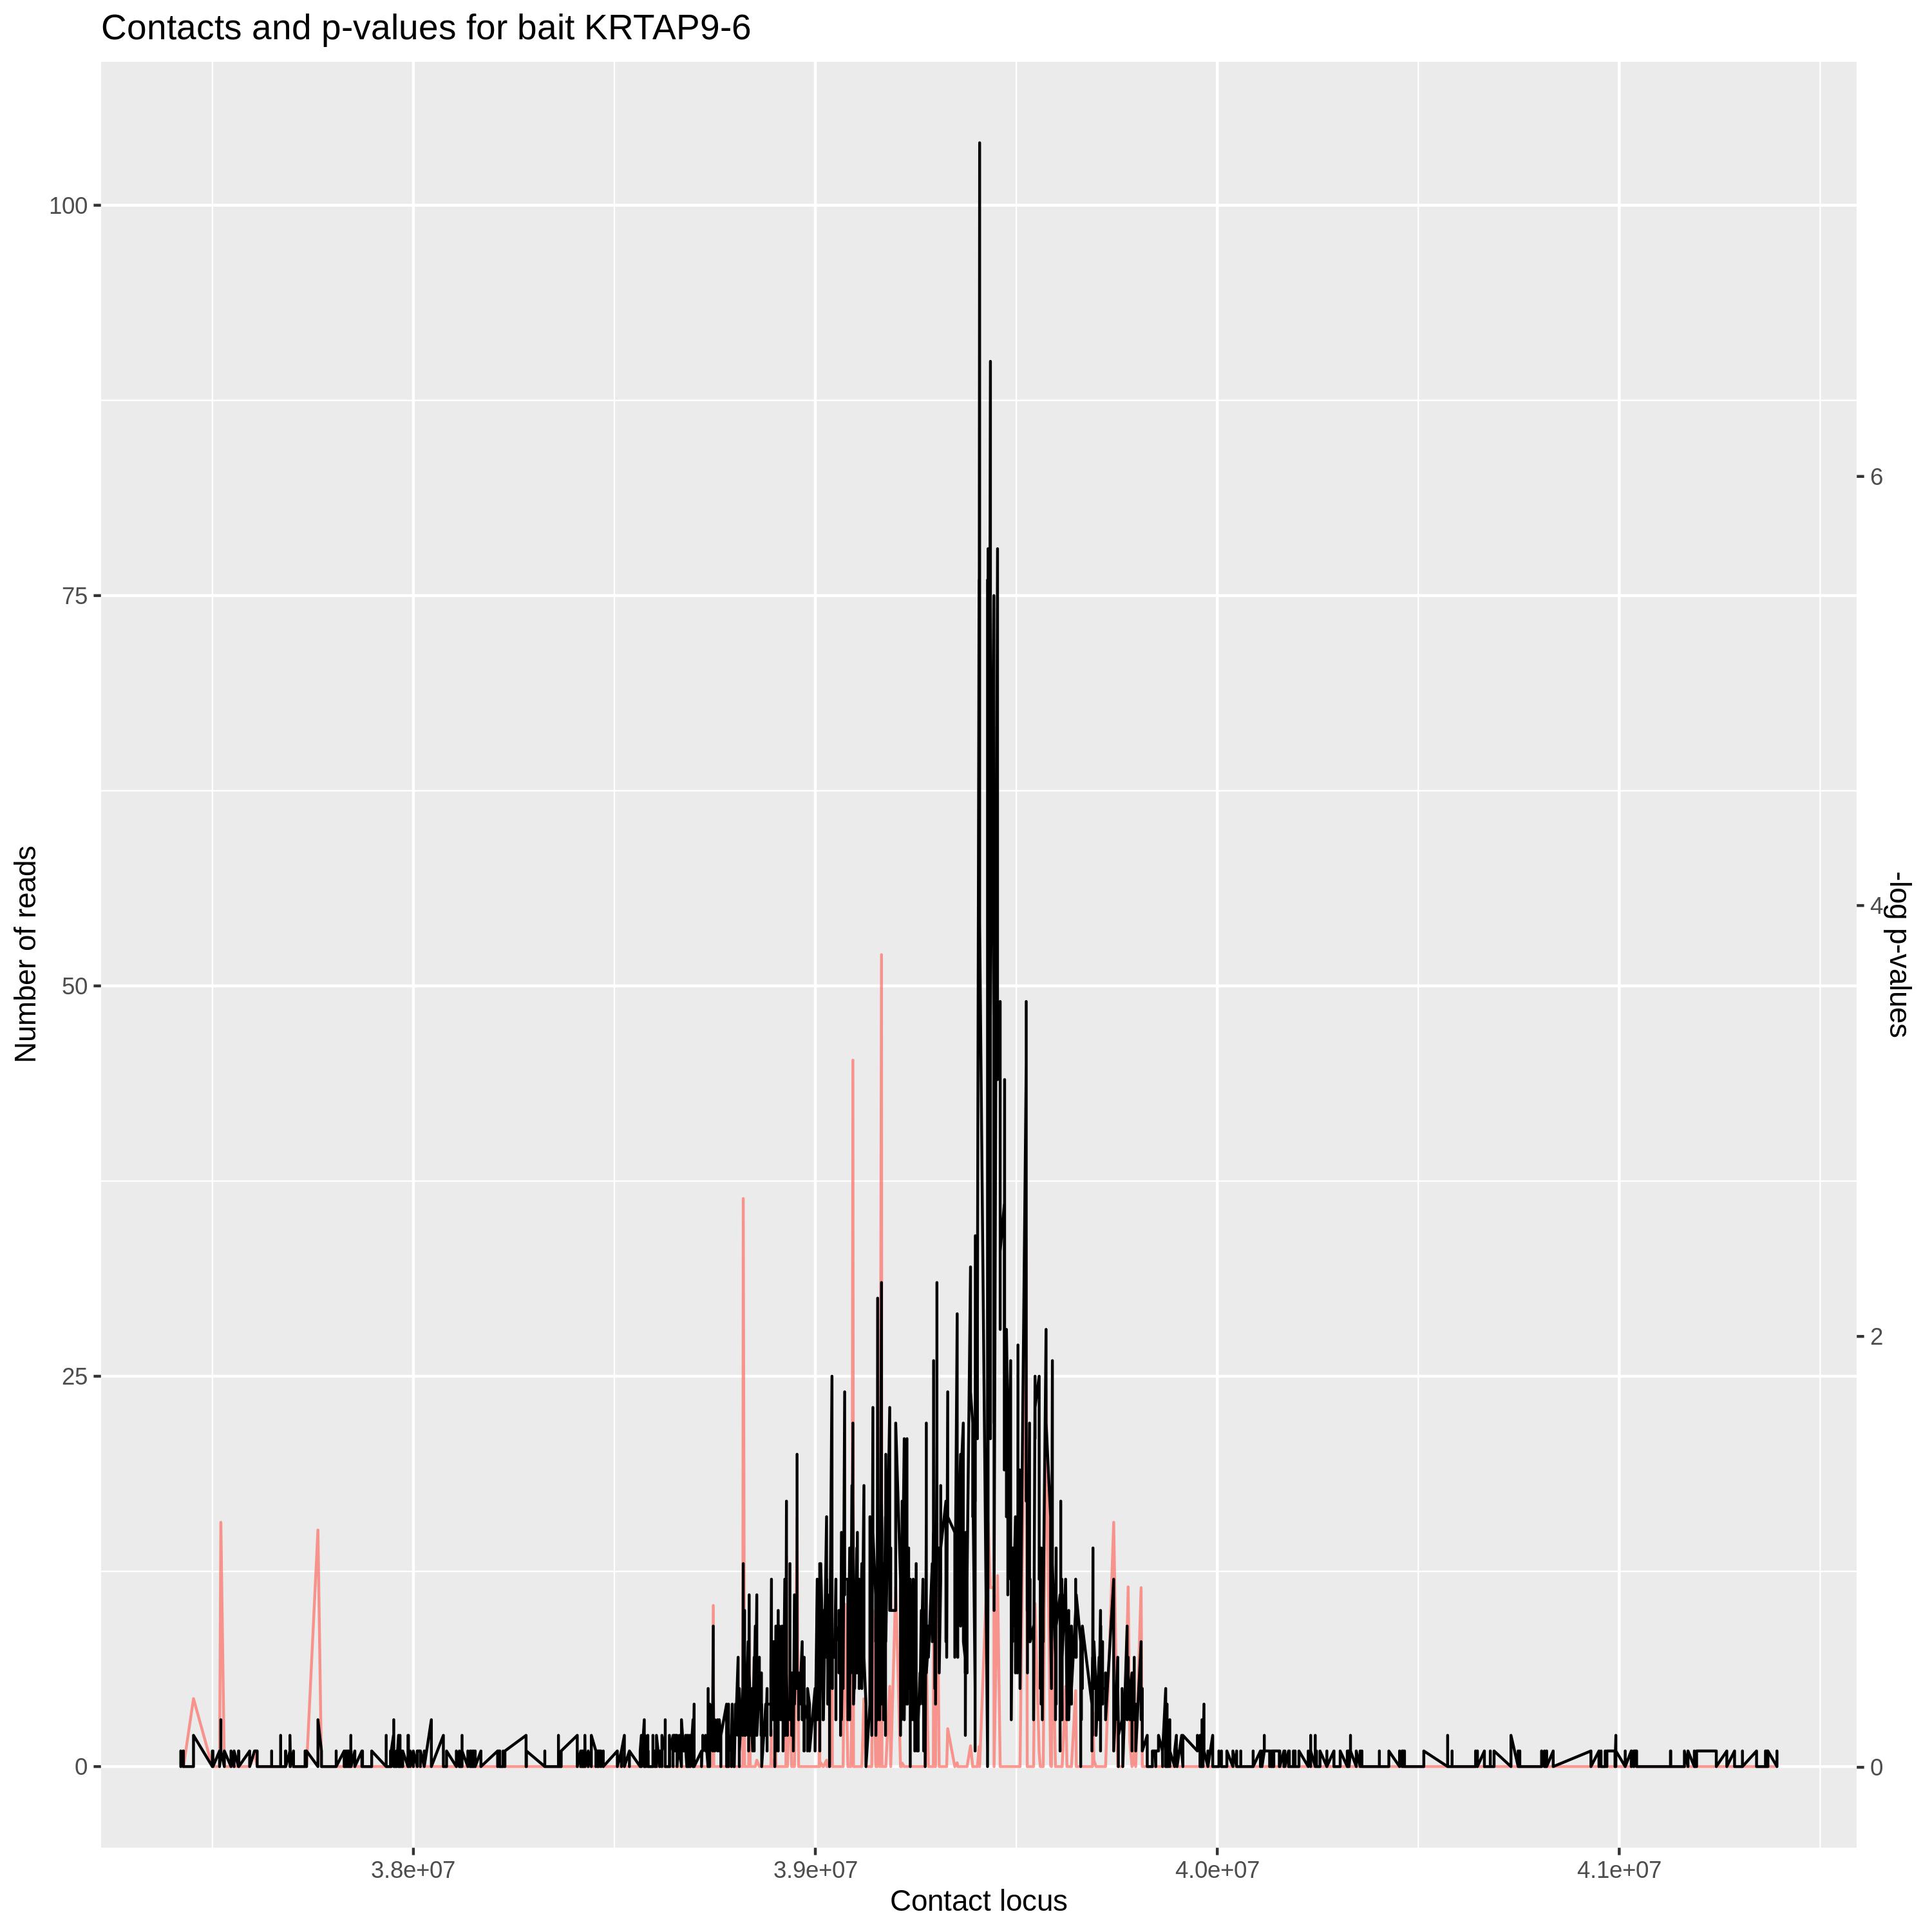 Contacts and p-values for bait KRTAP9-6
100
75
50
25
0
Number of reads
6
4
2
0
-log p-values
3.8e+07
3.9e+07
4.0e+07
4.1e+07
Contact locus